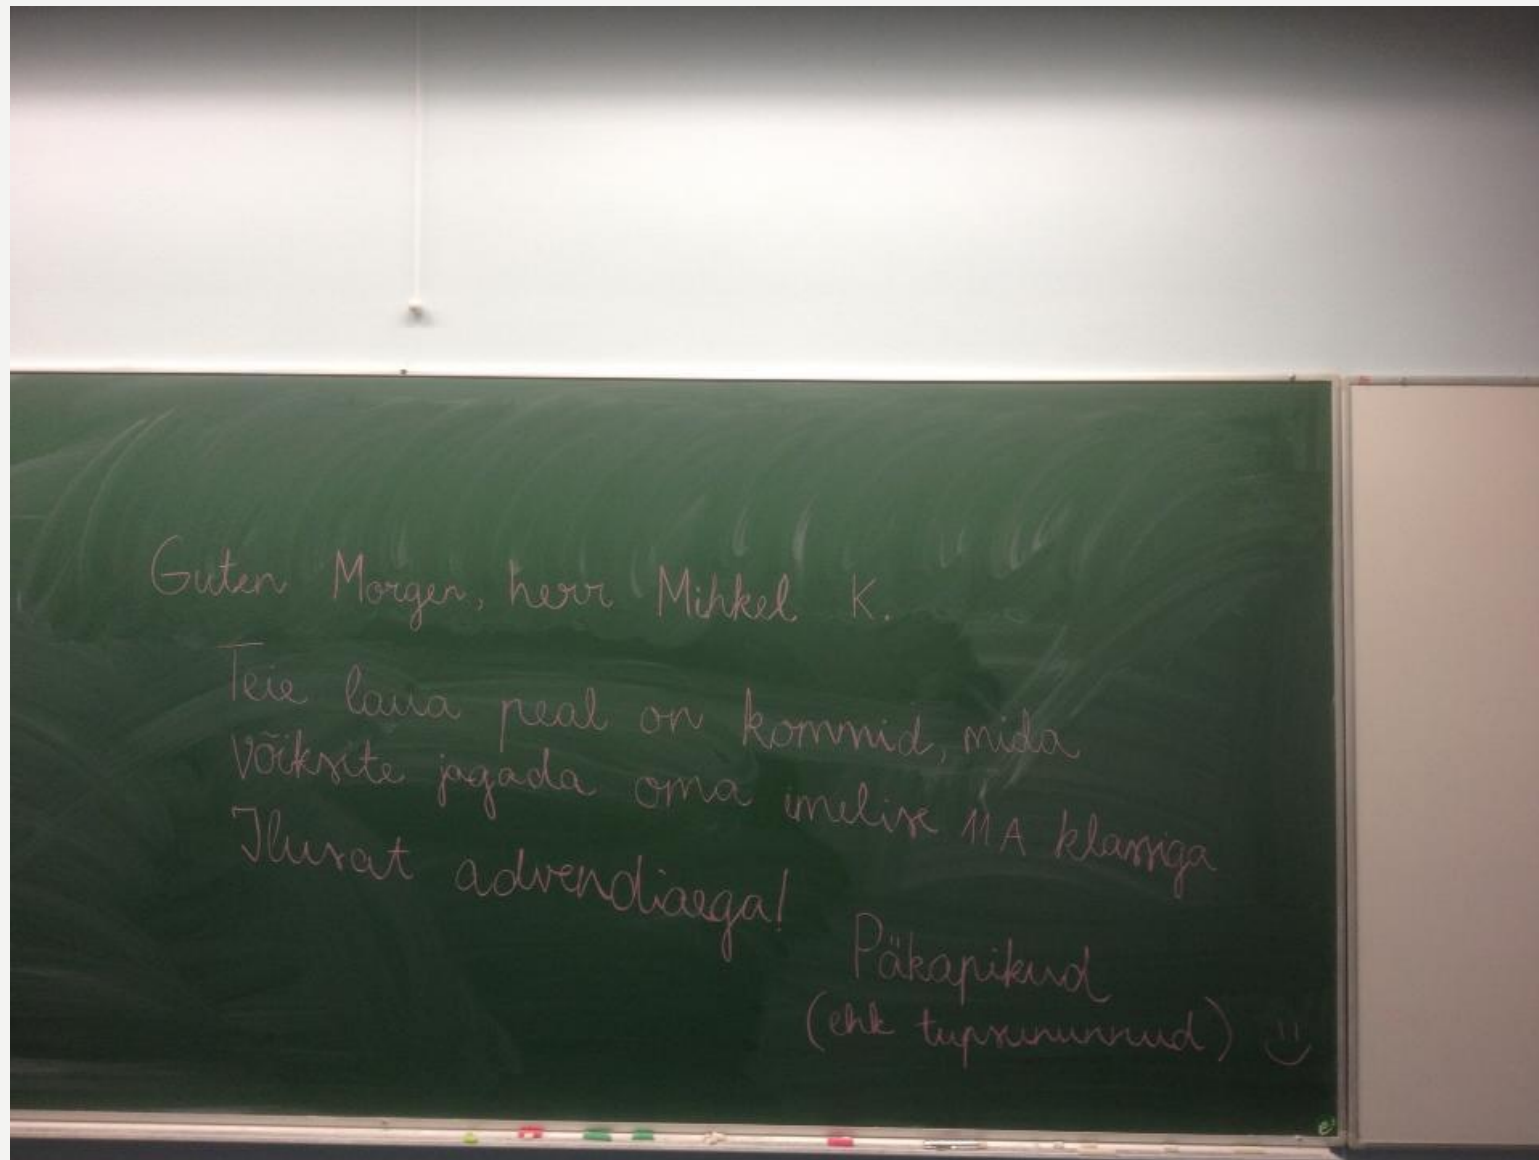 Guten Morgen, herr Mihkel K.
Teie laua peal on kommid, mida
võiksite jagada oma imelise 11A klassiga
Ilusat advendiaega!
Päkapikud
(ehk tupsununnud)